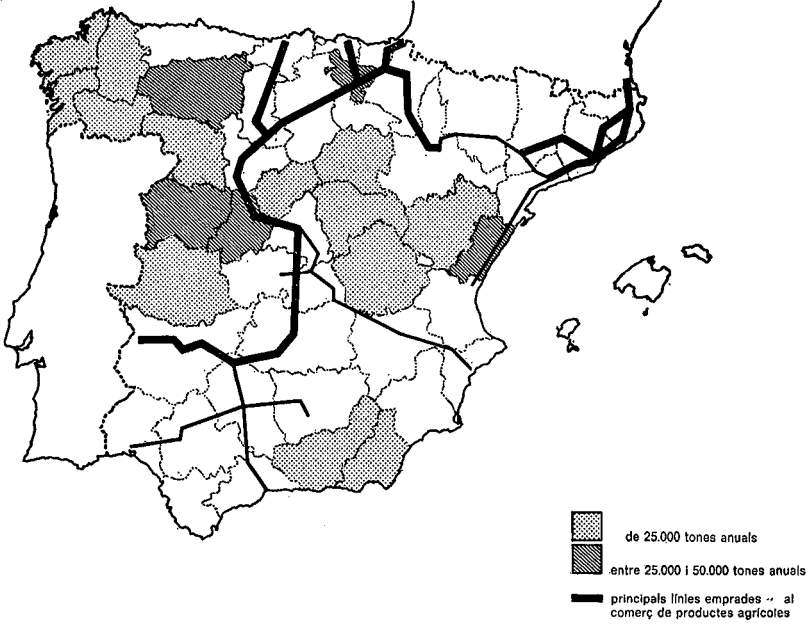 de 25.000 tones anuals
entre 25.000 i 50.000 tones anuals
principals línies emprades al
comerç de productes agrícoles